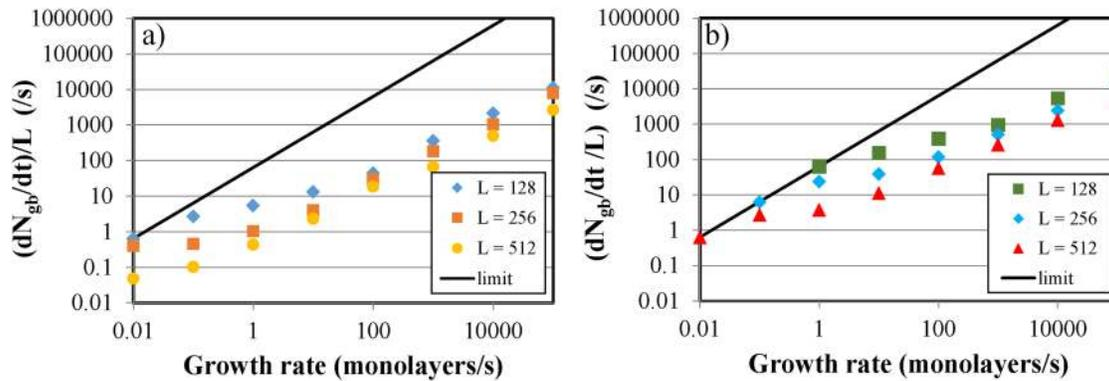 a)
(dN_gb/dt)/L (/s)
1000000
100000
10000
1000
100
10
1
0.1
0.01
0.01
1
100
10000
Growth rate (monolayers/s)
L = 128
L = 256
L = 512
limit
b)
(dN_gb/dt /L) (/s)
1000000
100000
10000
1000
100
10
1
0.1
0.01
0.01
1
100
10000
Growth rate (monolayers/s)
L = 128
L = 256
L = 512
limit